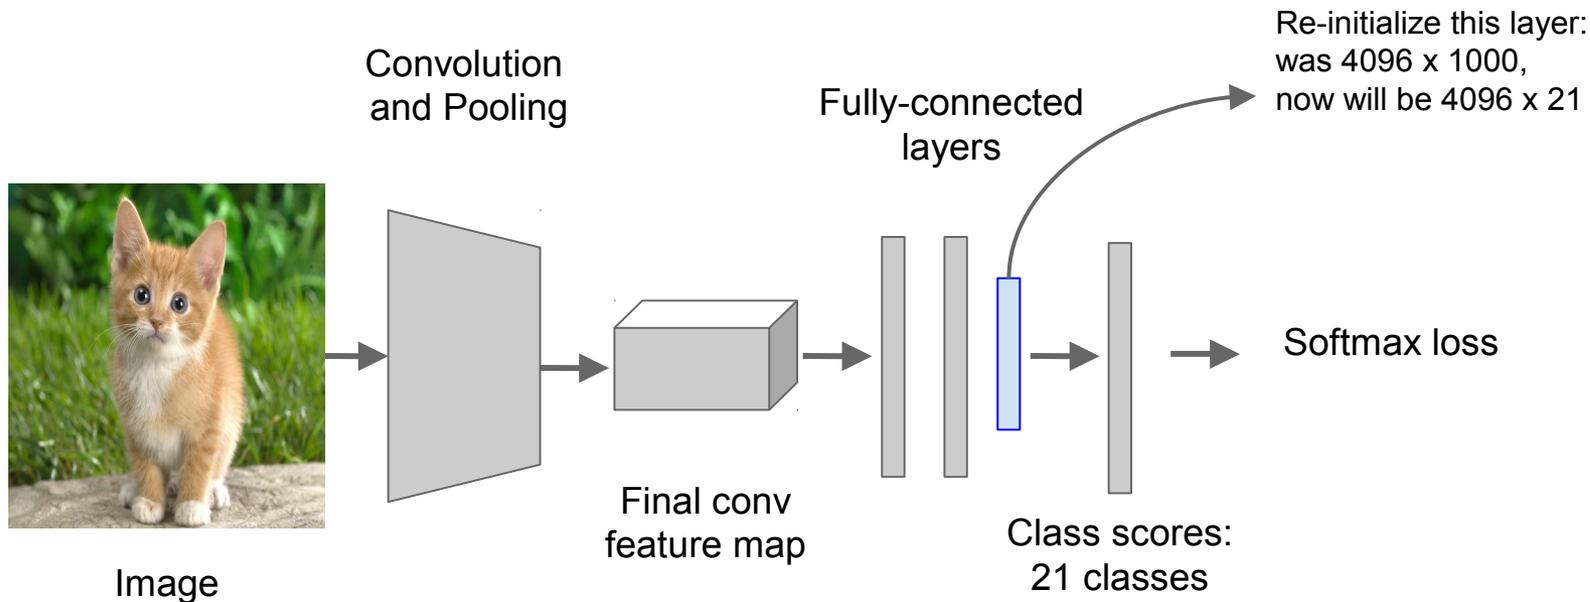 Convolution
and Pooling
Fully-connected
layers
Re-initialize this layer:
was 4096 x 1000,
now will be 4096 x 21
Softmax loss
Final conv
feature map
Class scores:
21 classes
Image